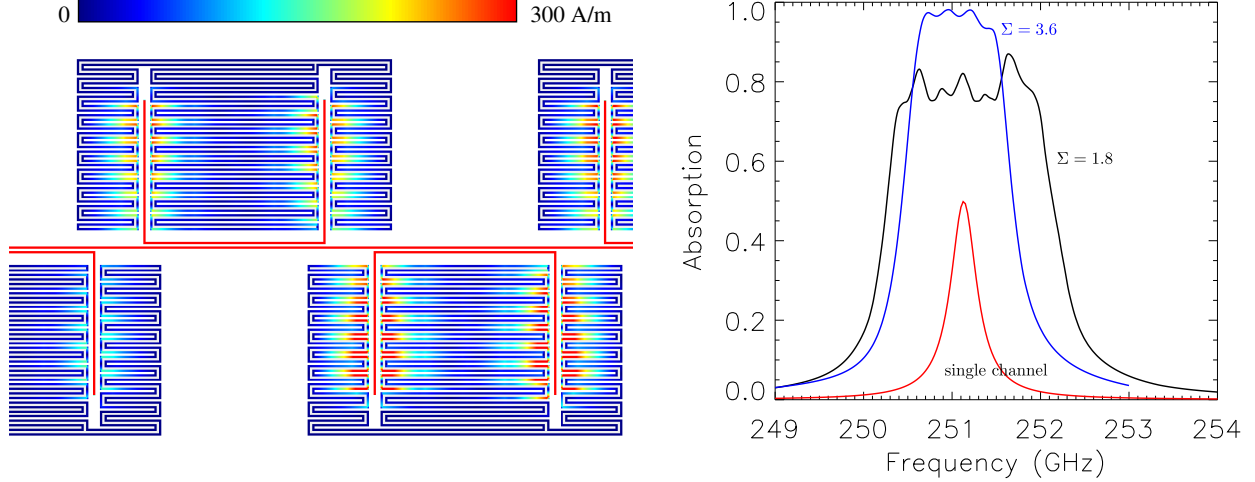 0
300 A/m
1.0
0.8
0.6
0.4
0.2
0.0
Absorption
Σ = 3.6
Σ = 1.8
single channel
249 250 251 252 253 254
Frequency (GHz)